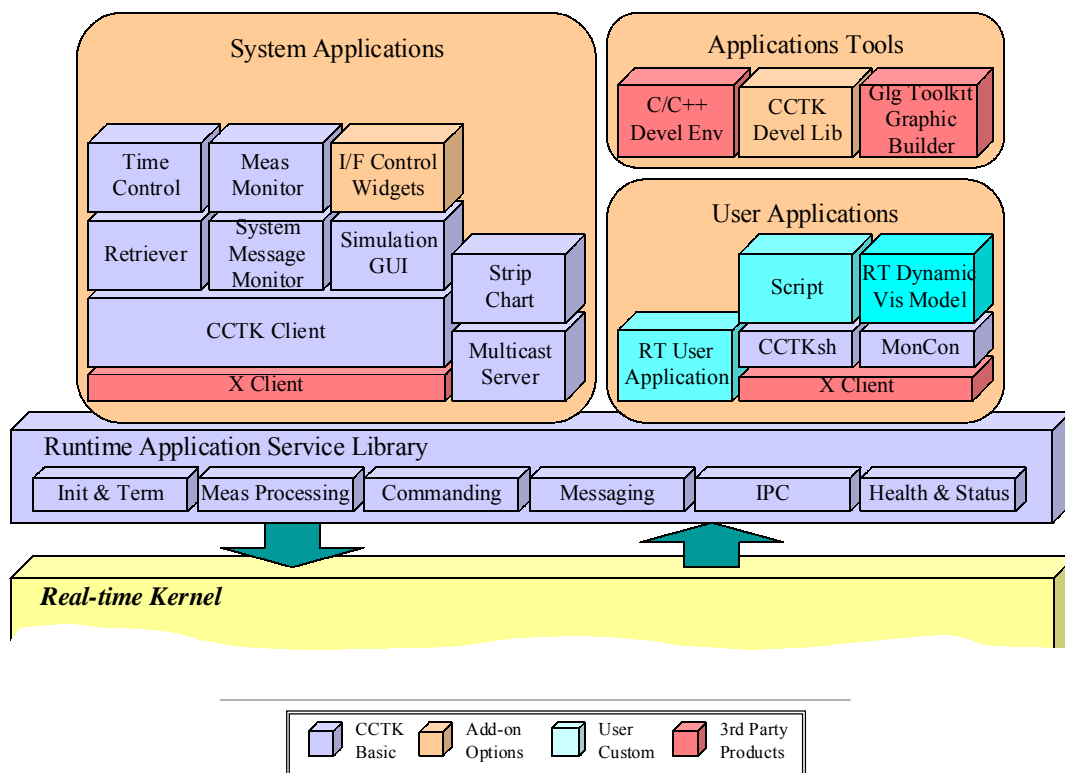 System Applications
Time
Control
Meas
Monitor
I/F Control
Widgets
Retriever
System
Message
Monitor
Simulation
GUI
Strip
Chart
CCTK Client
Multicast
Server
X Client
Applications Tools
C/C++
Devel Env
CCTK
Devel Lib
Glg Toolkit
Graphic
Builder
User Applications
Script
RT Dynamic
Vis Model
RT User
Application
CCTKsh
MonCon
X Client
Runtime Application Service Library
Init & Term
Meas Processing
Commanding
Messaging
IPC
Health & Status
Real-time Kernel
CCTK
Basic
Add-on
Options
User
Custom
3rd Party
Products